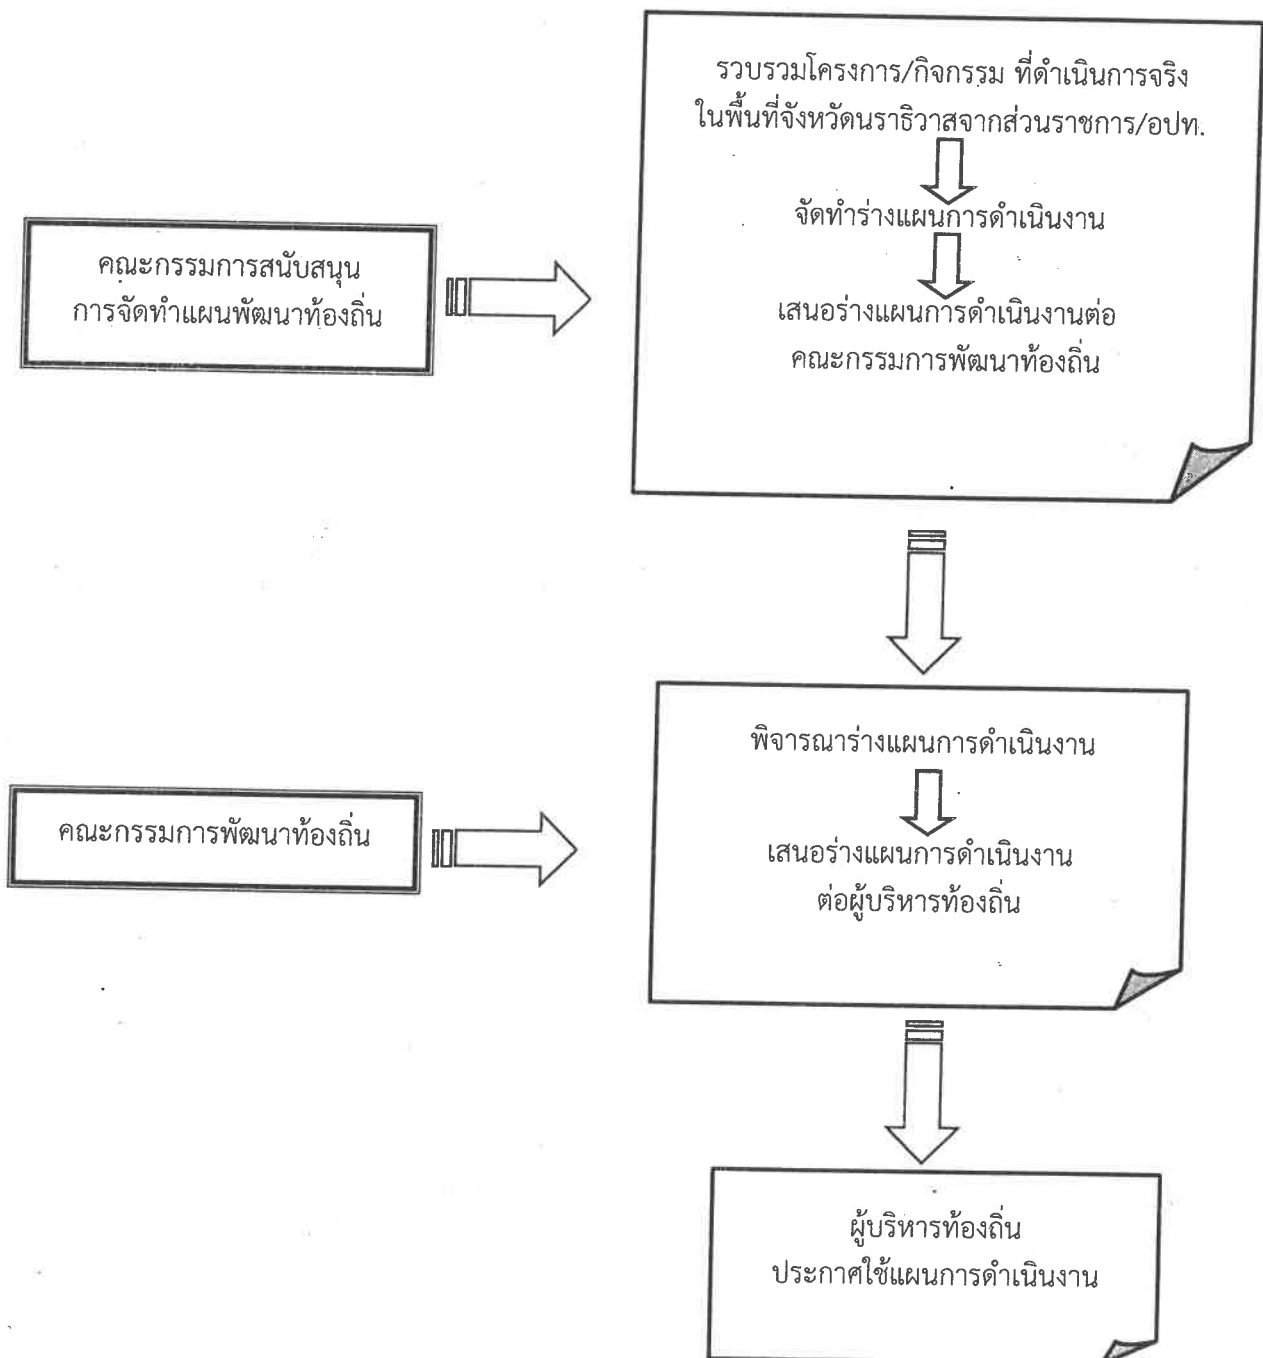 รวบรวมโครงการ/กิจกรรม ที่ดำเนินการจริง
ในพื้นที่จังหวัดนราธิวาสจากส่วนราชการ/อปท.
จัดทำร่างแผนการดำเนินงาน
เสนอร่างแผนการดำเนินงานต่อ
คณะกรรมการพัฒนาท้องถิ่น
คณะกรรมการสนับสนุน
การจัดทำแผนพัฒนาท้องถิ่น
พิจารณาร่างแผนการดำเนินงาน
เสนอร่างแผนการดำเนินงาน
ต่อผู้บริหารท้องถิ่น
คณะกรรมการพัฒนาท้องถิ่น
ผู้บริหารท้องถิ่น
ประกาศใช้แผนการดำเนินงาน